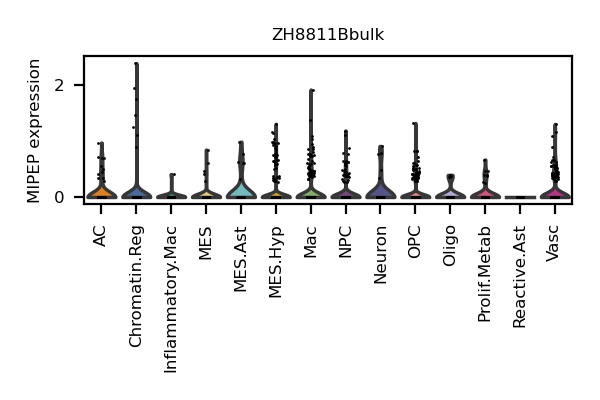 ZH8811Bbulk
MIPEP expression
2
0
AC
Chromatin.Reg
Inflammatory.Mac
MES
MES.Ast
MES.Hyp
Mac
NPC
Neuron
OPC
Oligo
Prolif.Metab
Reactive.Ast
Vasc